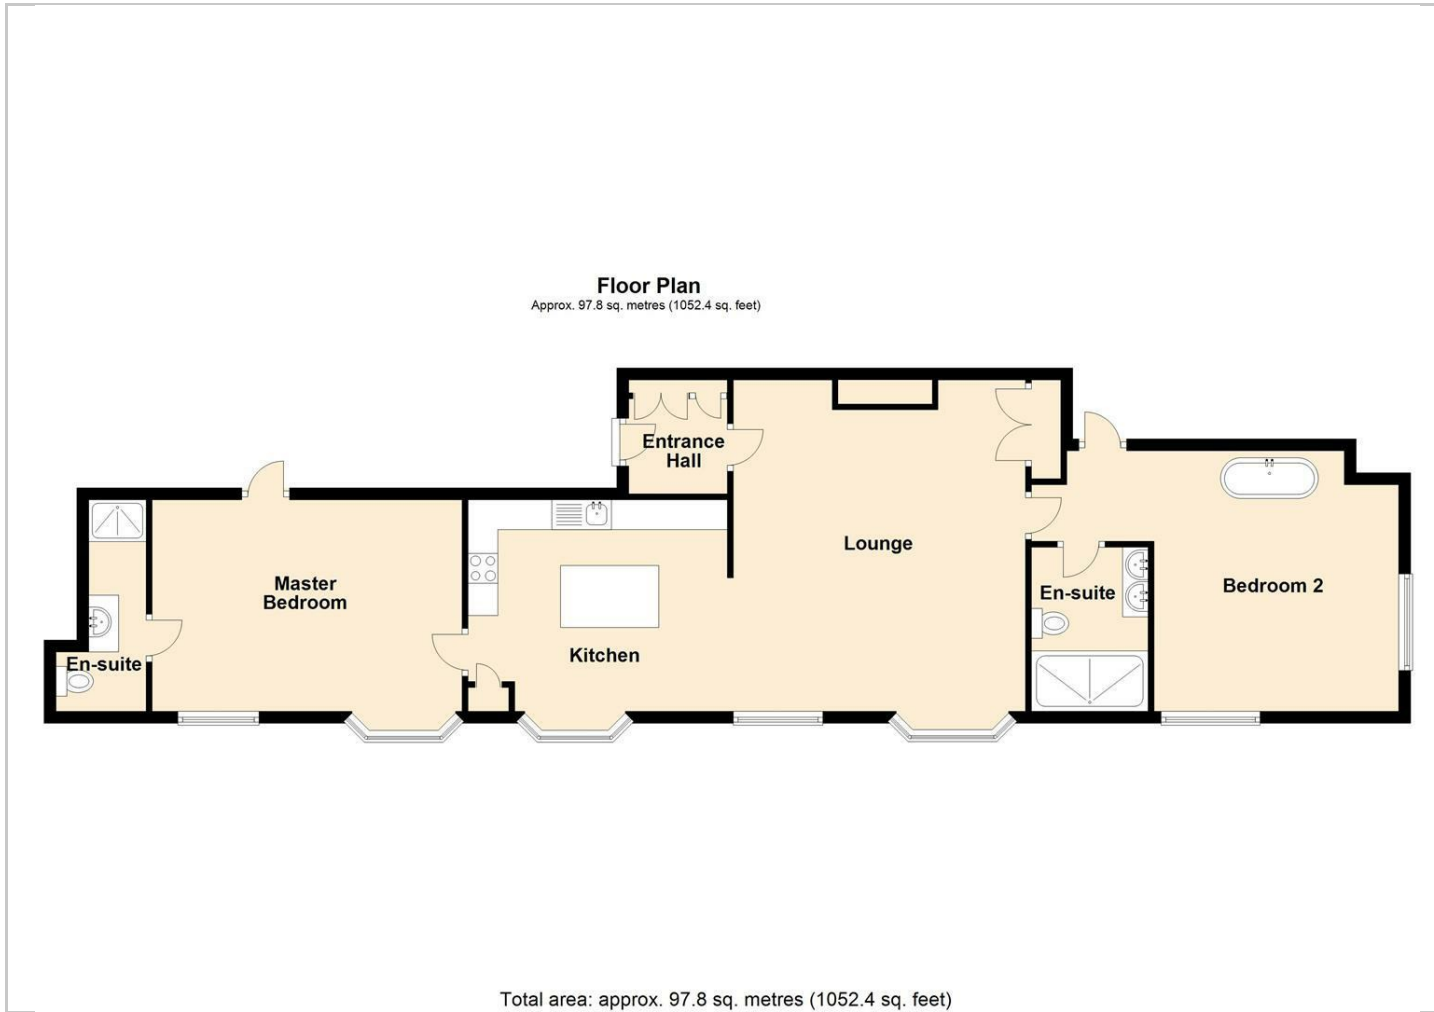 Floor Plan
Approx. 97.8 sq. metres (1052.4 sq. feet)
Entrance
Hall
Lounge
Master
Bedroom
En-suite
Bedroom 2
Kitchen
En-suite
Total area: approx. 97.8 sq. metres (1052.4 sq. feet)